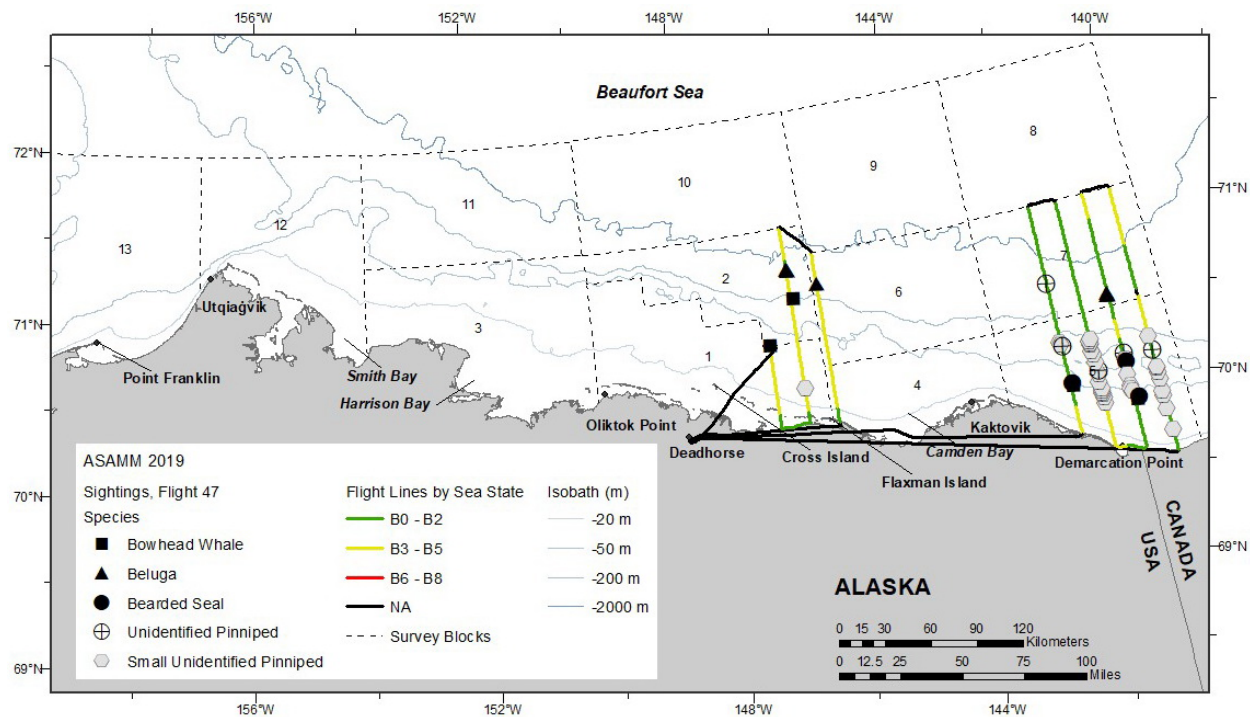 156°W 152°W 148°W 144°W 140°W
Beaufort Sea
8
72°N
9
71°N
10
11
12
13
7
2
6
Utqiaġvik
71°N
3
70°N
1
5
Point Franklin
Smith Bay
4
Harrison Bay
Oliktok Point
Kaktovik
Deadhorse
Cross Island
Camden Bay
Demarcation Point
Flaxman Island
70°N
CANADA
USA
69°N
ALASKA
0 15 30 60 90 120
Kilometers
0 12.5 25 50 75 100
Miles
69°N
ASAMM 2019
Sightings, Flight 47
Species
Bowhead Whale
Beluga
Bearded Seal
Unidentified Pinniped
Small Unidentified Pinniped
Flight Lines by Sea State
B0 - B2
B3 - B5
B6 - B8
NA
Survey Blocks
Isobath (m)
-20 m
-50 m
-200 m
-2000 m
156°W 152°W 148°W 144°W 140°W